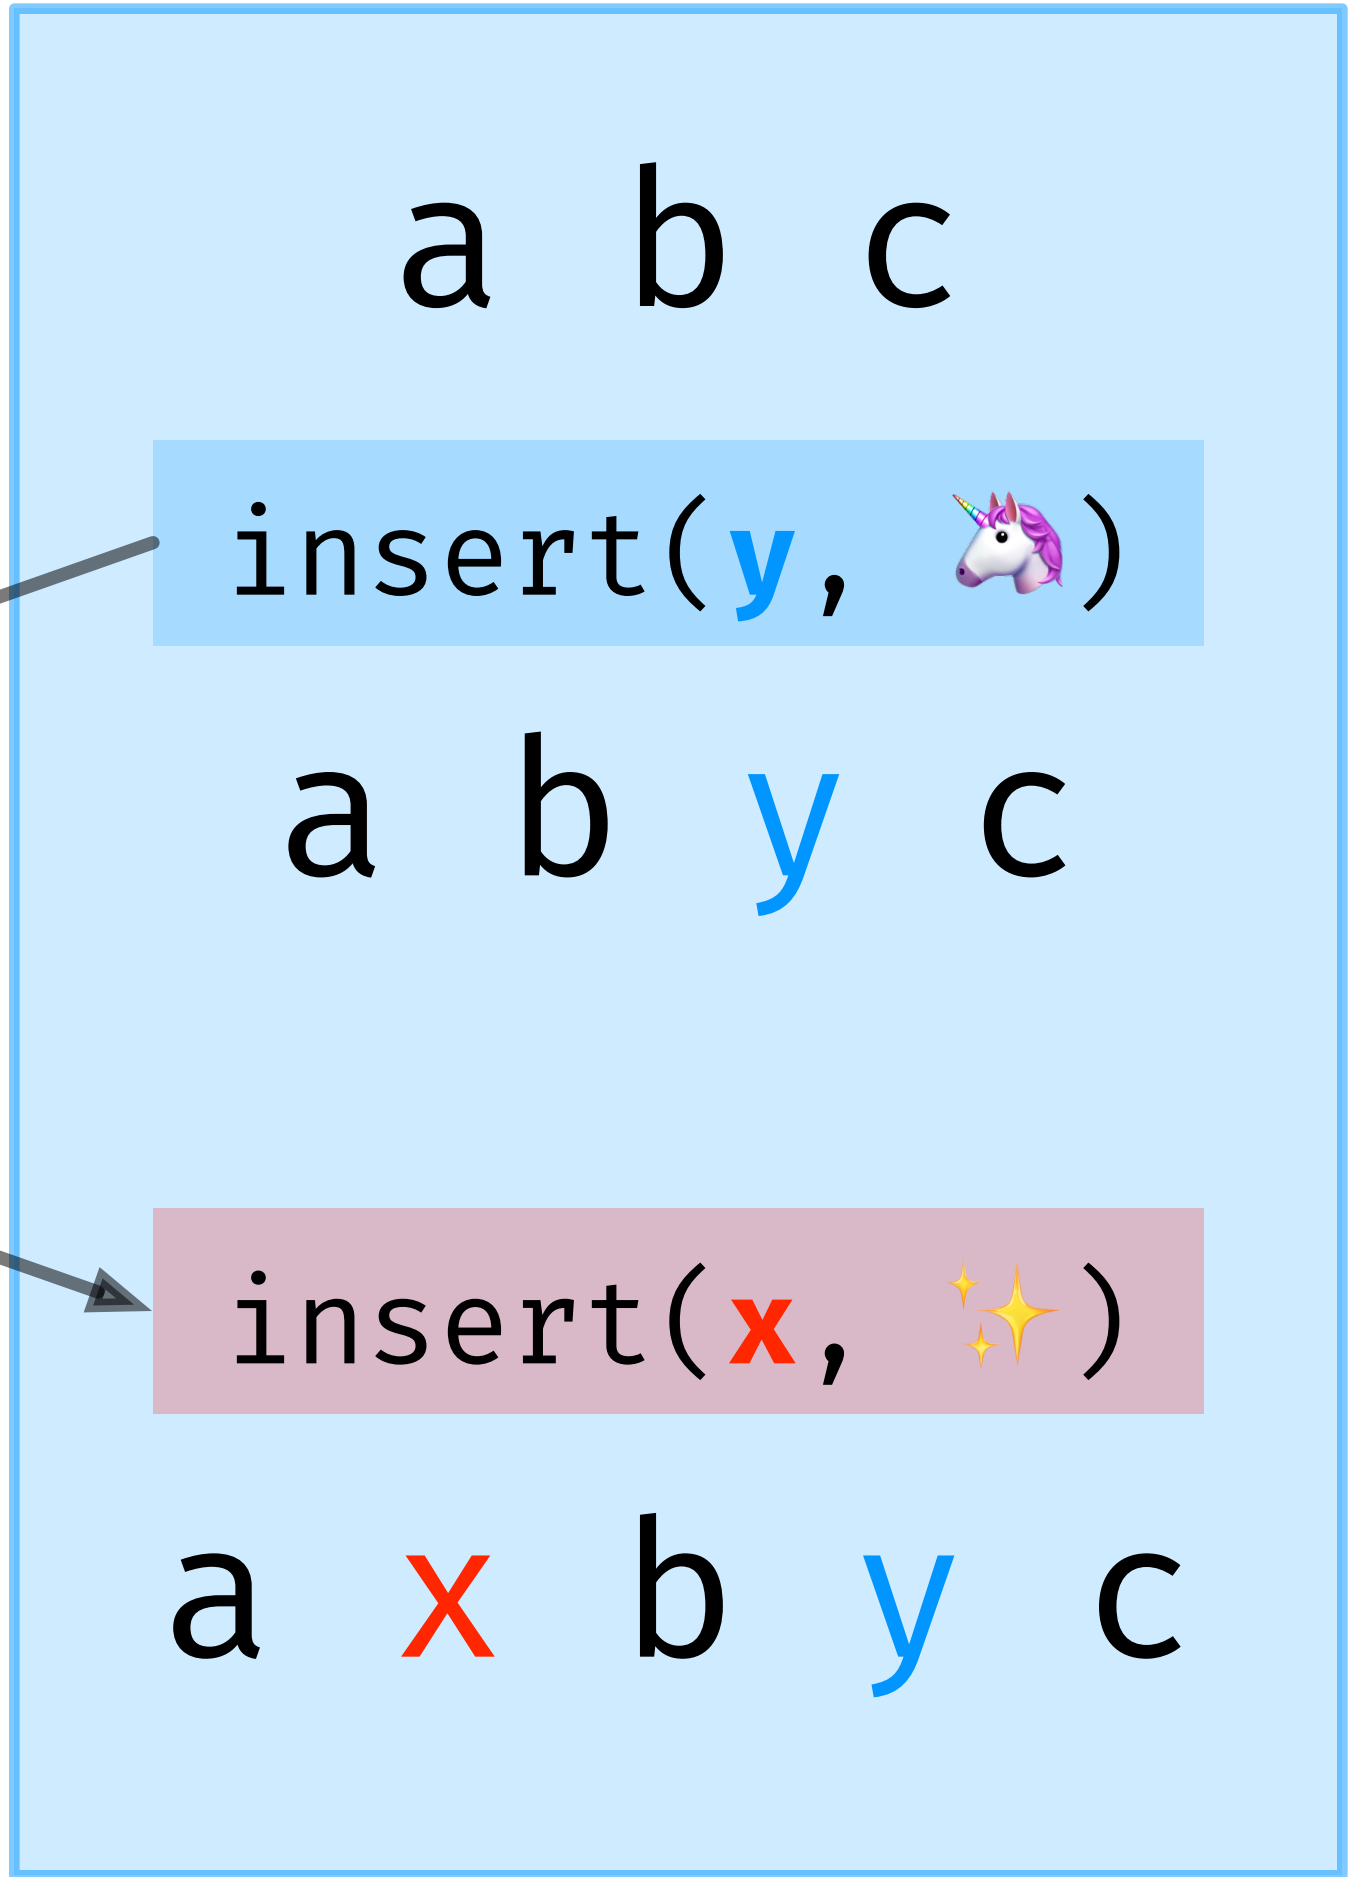 a b c
insert(y, 🦄)
a b y c
insert(x, ✨)
a x b y c